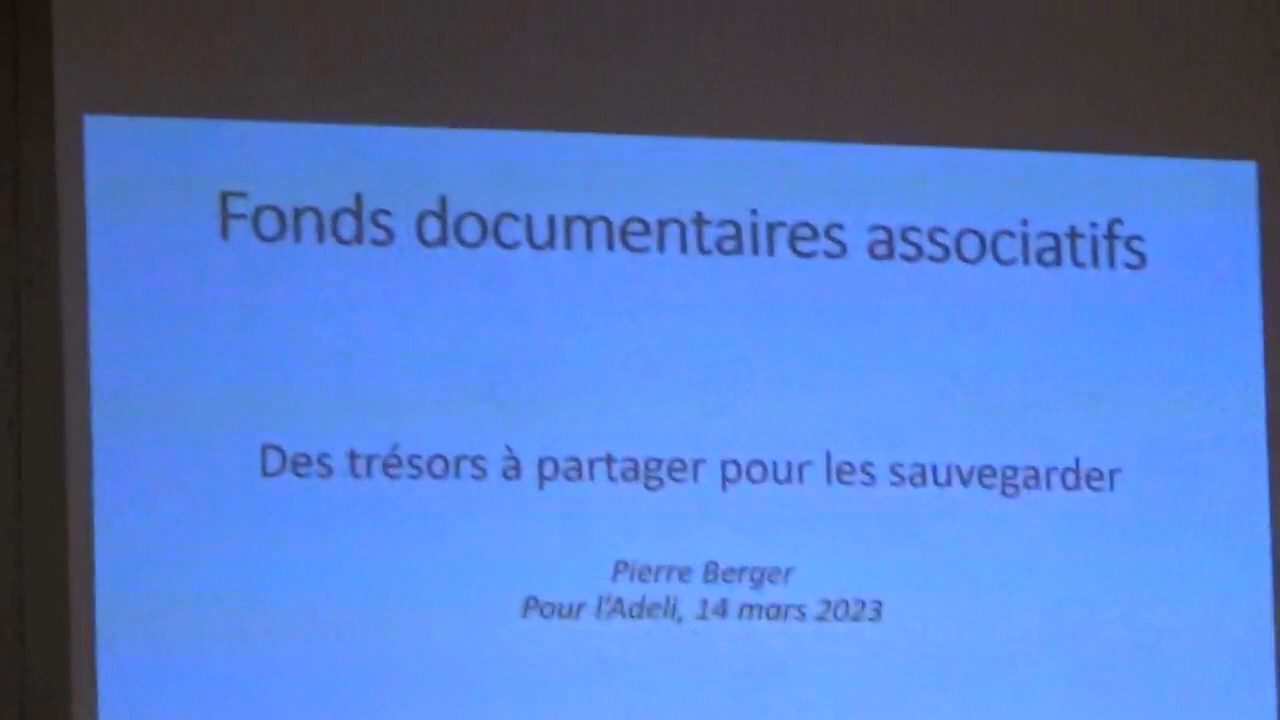 Fonds documentaires associatifs
Des trésors à partager pour les sauvegarder
Pierre Berger
Pour l'Adeli, 14 mars 2023